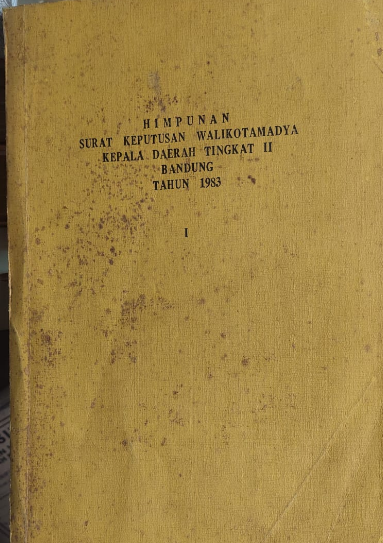 HIMPUNAN
SURAT KEPUTUSAN WALIKOTAMADYA
KEPALA DAERAH TINGKAT II
BANDUNG
TAHUN 1983
I